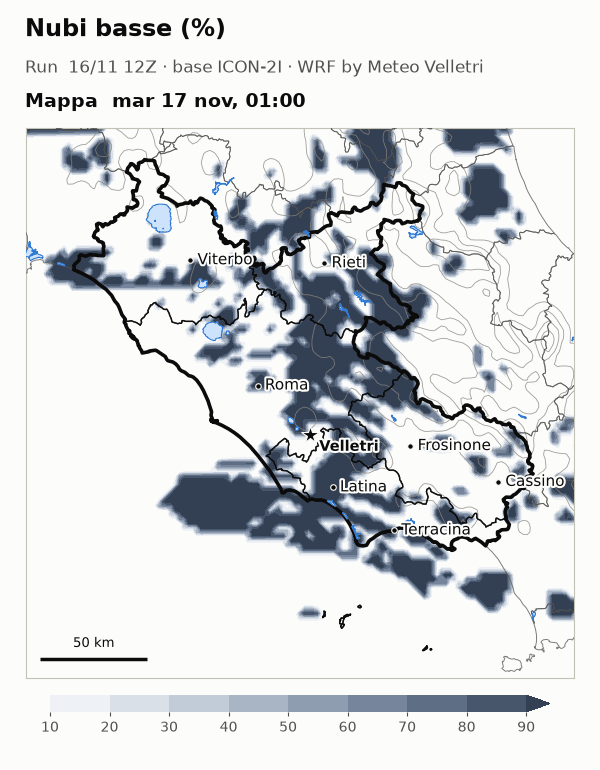 Nubi basse (%)
Run  16/11 12Z · base ICON-2I · WRF by Meteo Velletri
Mappa  mar 17 nov, 01:00
Viterbo
Rieti
Roma
Velletri
Frosinone
Latina
Cassino
Terracina
50 km
10 20 30 40 50 60 70 80 90